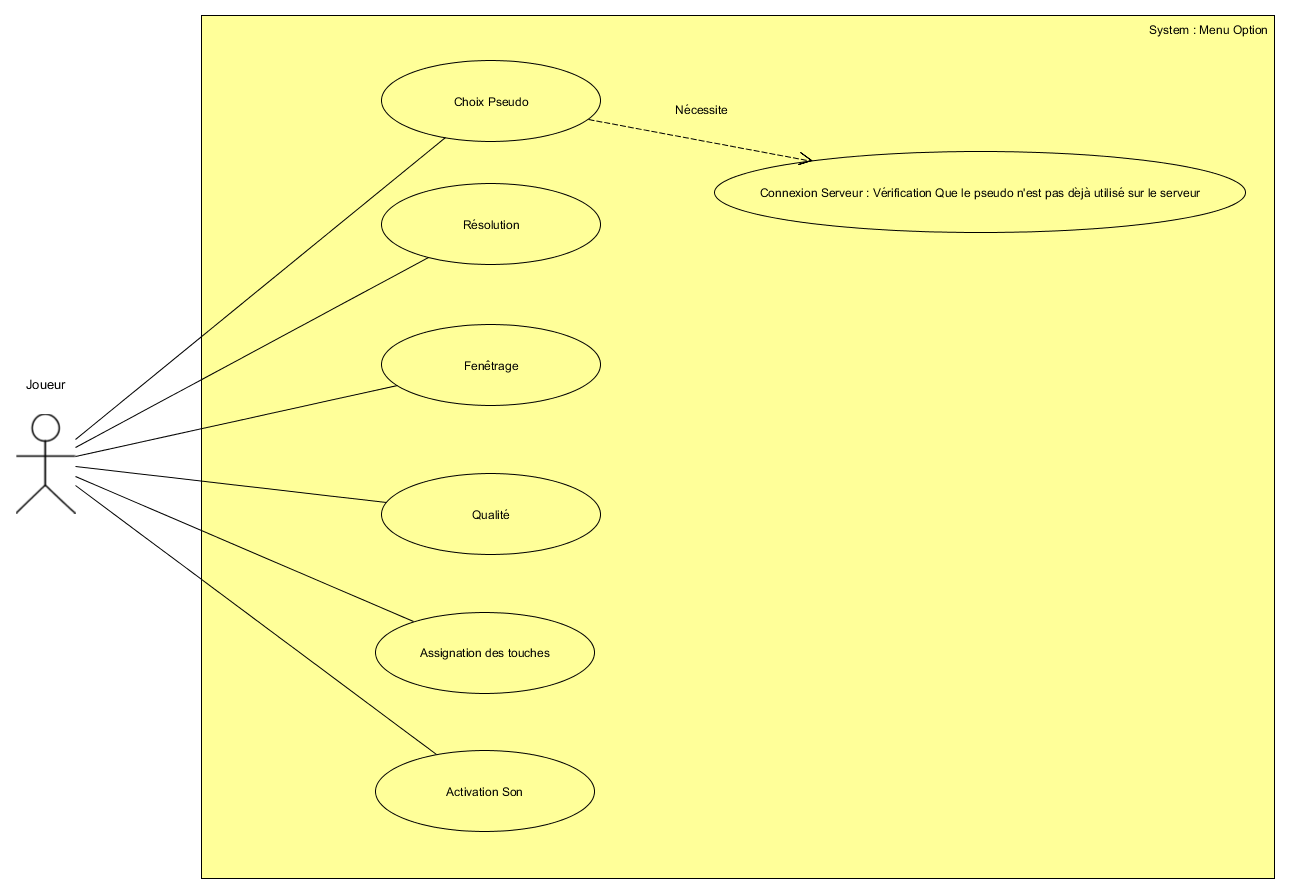 System : Menu Option
Choix Pseudo
Nécessite
Connexion Serveur : Vérification Que le pseudo n'est pas dèjà utilisé sur le serveur
Résolution
Fenêtrage
Joueur
Qualité
Assignation des touches
Activation Son